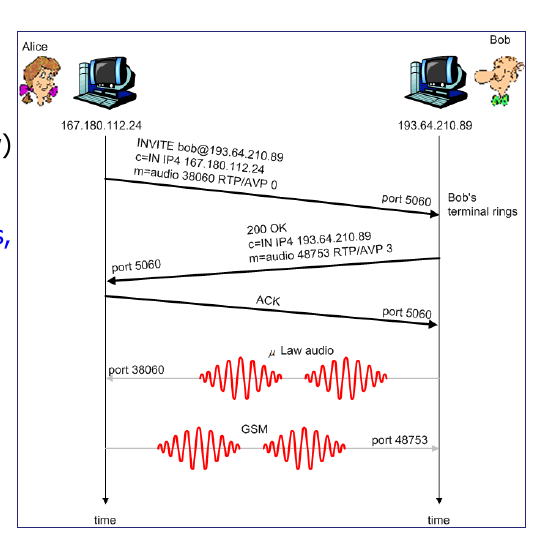 Alice
Bob
167.180.112.24
193.64.210.89
)
INVITE bob@193.64.210.89
c=IN IP4 167.180.112.24
m=audio 38060 RTP/AVP 0
port 5060
Bob's
terminal rings
s,
200 OK
c=IN IP4 193.64.210.89
m=audio 48753 RTP/AVP 3
port 5060
ACK
port 5060
μ Law audio
port 38060
GSM
port 48753
time
time